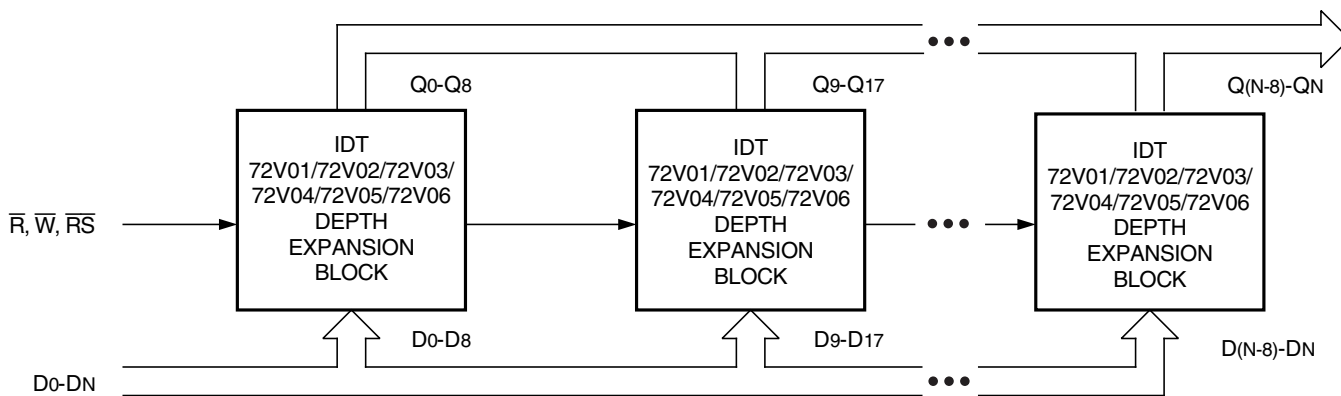 Q0-Q8
Q9-Q17
Q(N-8)-QN
IDT
72V01/72V02/72V03/
72V04/72V05/72V06
DEPTH
EXPANSION
BLOCK
IDT
72V01/72V02/72V03/
72V04/72V05/72V06
DEPTH
EXPANSION
BLOCK
IDT
72V01/72V02/72V03/
72V04/72V05/72V06
DEPTH
EXPANSION
BLOCK
R̅, W̅, R̅S̅
D0-D8
D9-D17
D(N-8)-DN
D0-DN